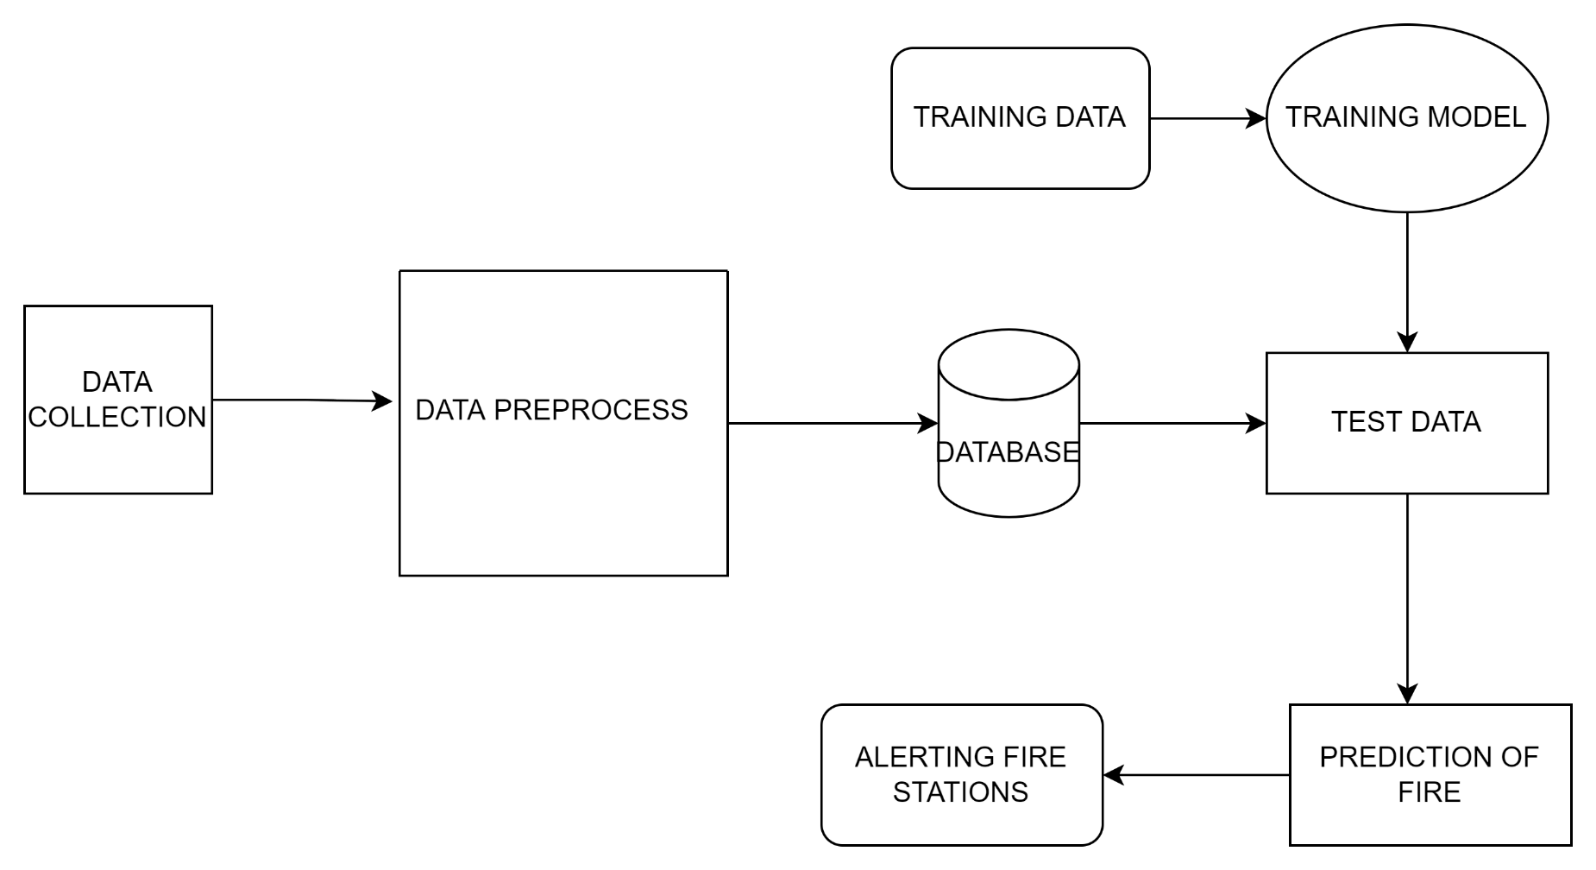 TRAINING DATA
TRAINING MODEL
DATA
COLLECTION
DATA PREPROCESS
DATABASE
TEST DATA
ALERTING FIRE
STATIONS
PREDICTION OF
FIRE